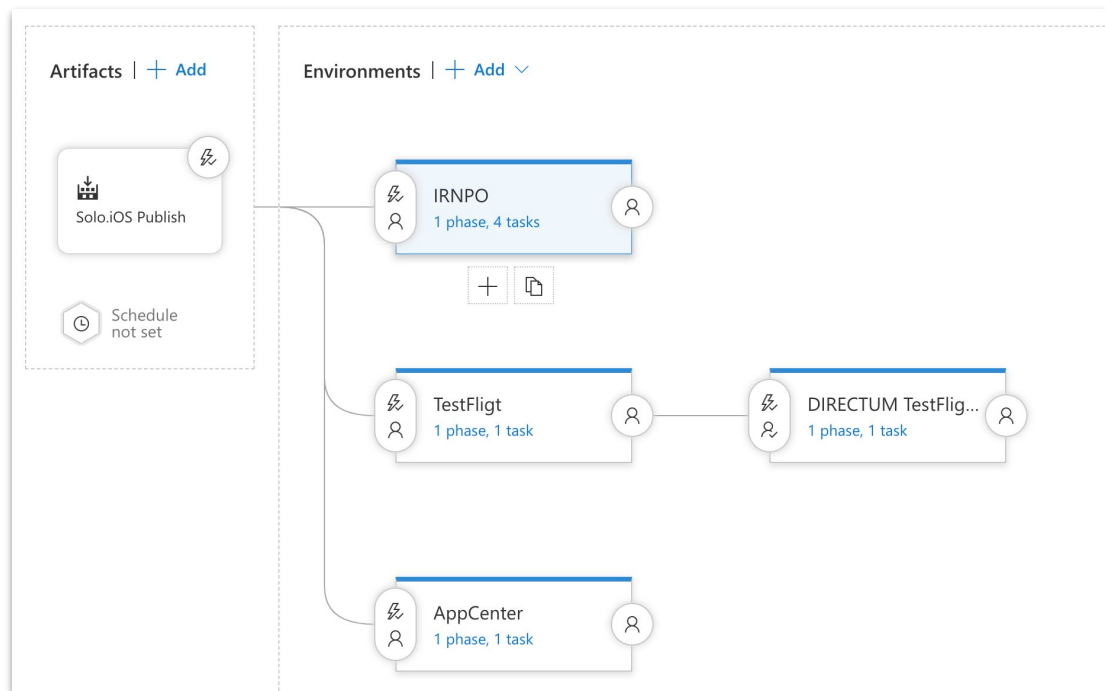 Artifacts | + Add
Environments | + Add
Solo.iOS Publish
Schedule
not set
IRNPO
1 phase, 4 tasks
TestFligt
1 phase, 1 task
DIRECTUM TestFlig...
1 phase, 1 task
AppCenter
1 phase, 1 task